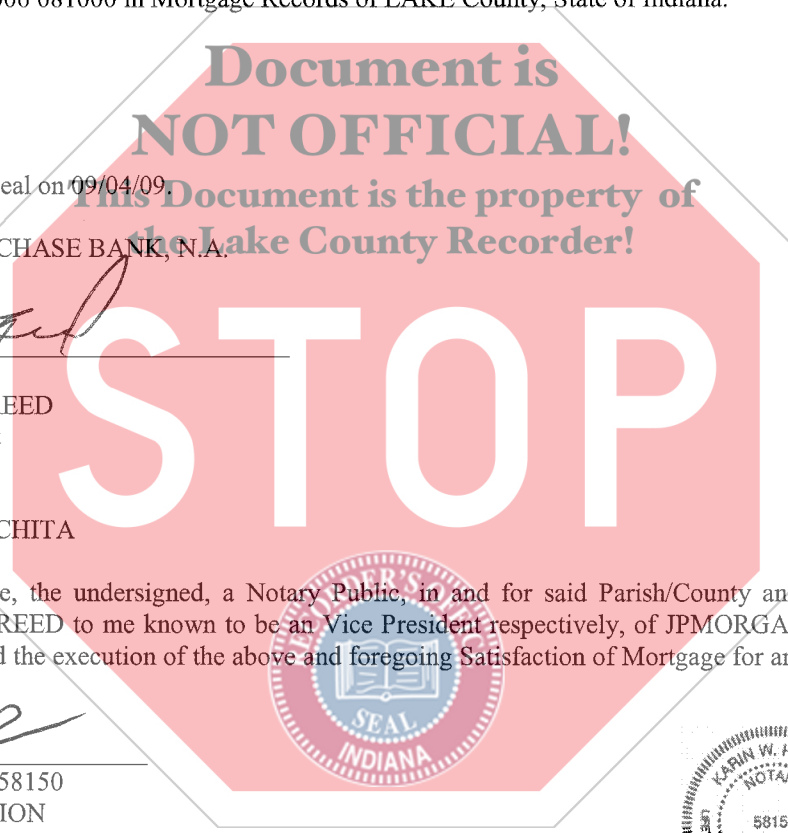 006 081000 in Mortgage Records of LAKE County, State of Indiana.
Document is
NOT OFFICIAL!
eal on 09/04/09.
This Document is the property of
the Lake County Recorder!
CHASE BANK, N.A.
STOP
REED
CHITA
e, the undersigned, a Notary Public, in and for said Parish/County an
REED to me known to be an Vice President respectively, of JPMORGA
d the execution of the above and foregoing Satisfaction of Mortgage for an
SEAL
INDIANA
58150
ION
KARIN W. H
NOTA
5815
LIFE